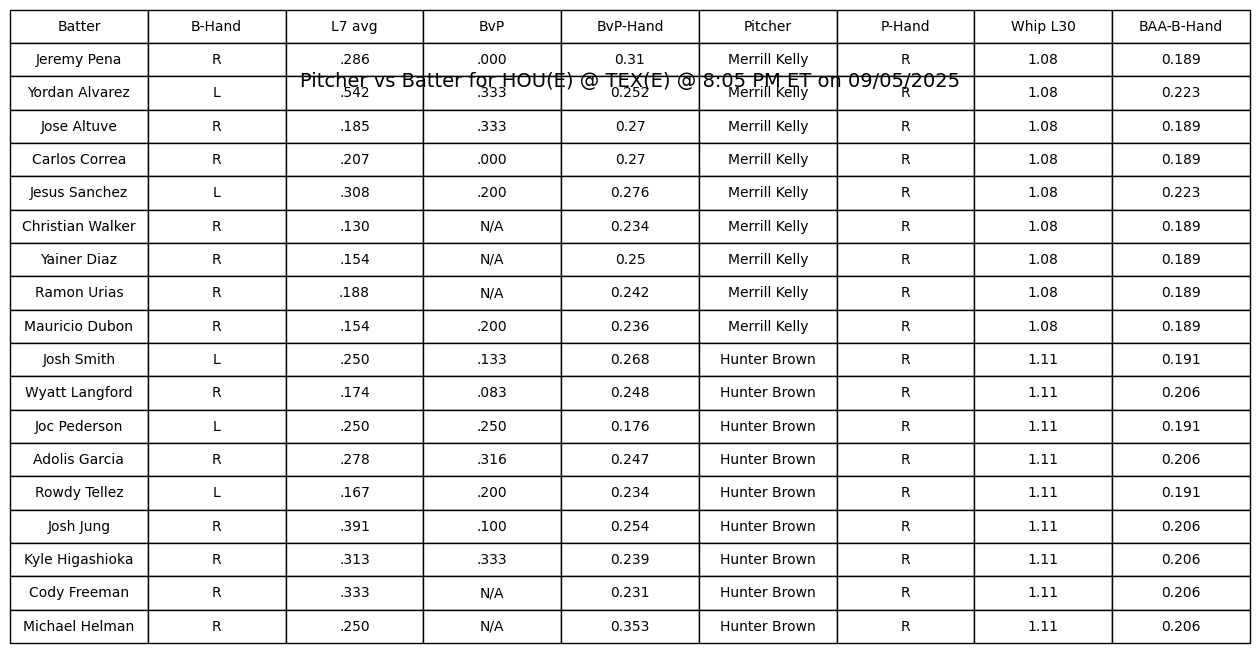 Batter B-Hand L7 avg BvP BvP-Hand Pitcher P-Hand Whip L30 BAA-B-Hand
Jeremy Pena R .286 .000 0.31 Merrill Kelly R 1.08 0.189
Pitcher vs Batter for HOU(E) @ TEX(E) @ 8:05 PM ET on 09/05/2025
Yordan Alvarez L .542 .333 0.252 Merrill Kelly R 1.08 0.223
Jose Altuve R .185 .333 0.27 Merrill Kelly R 1.08 0.189
Carlos Correa R .207 .000 0.27 Merrill Kelly R 1.08 0.189
Jesus Sanchez L .308 .200 0.276 Merrill Kelly R 1.08 0.223
Christian Walker R .130 N/A 0.234 Merrill Kelly R 1.08 0.189
Yainer Diaz R .154 N/A 0.25 Merrill Kelly R 1.08 0.189
Ramon Urias R .188 N/A 0.242 Merrill Kelly R 1.08 0.189
Mauricio Dubon R .154 .200 0.236 Merrill Kelly R 1.08 0.189
Josh Smith L .250 .133 0.268 Hunter Brown R 1.11 0.191
Wyatt Langford R .174 .083 0.248 Hunter Brown R 1.11 0.206
Joc Pederson L .250 .250 0.176 Hunter Brown R 1.11 0.191
Adolis Garcia R .278 .316 0.247 Hunter Brown R 1.11 0.206
Rowdy Tellez L .167 .200 0.234 Hunter Brown R 1.11 0.191
Josh Jung R .391 .100 0.254 Hunter Brown R 1.11 0.206
Kyle Higashioka R .313 .333 0.239 Hunter Brown R 1.11 0.206
Cody Freeman R .333 N/A 0.231 Hunter Brown R 1.11 0.206
Michael Helman R .250 N/A 0.353 Hunter Brown R 1.11 0.206